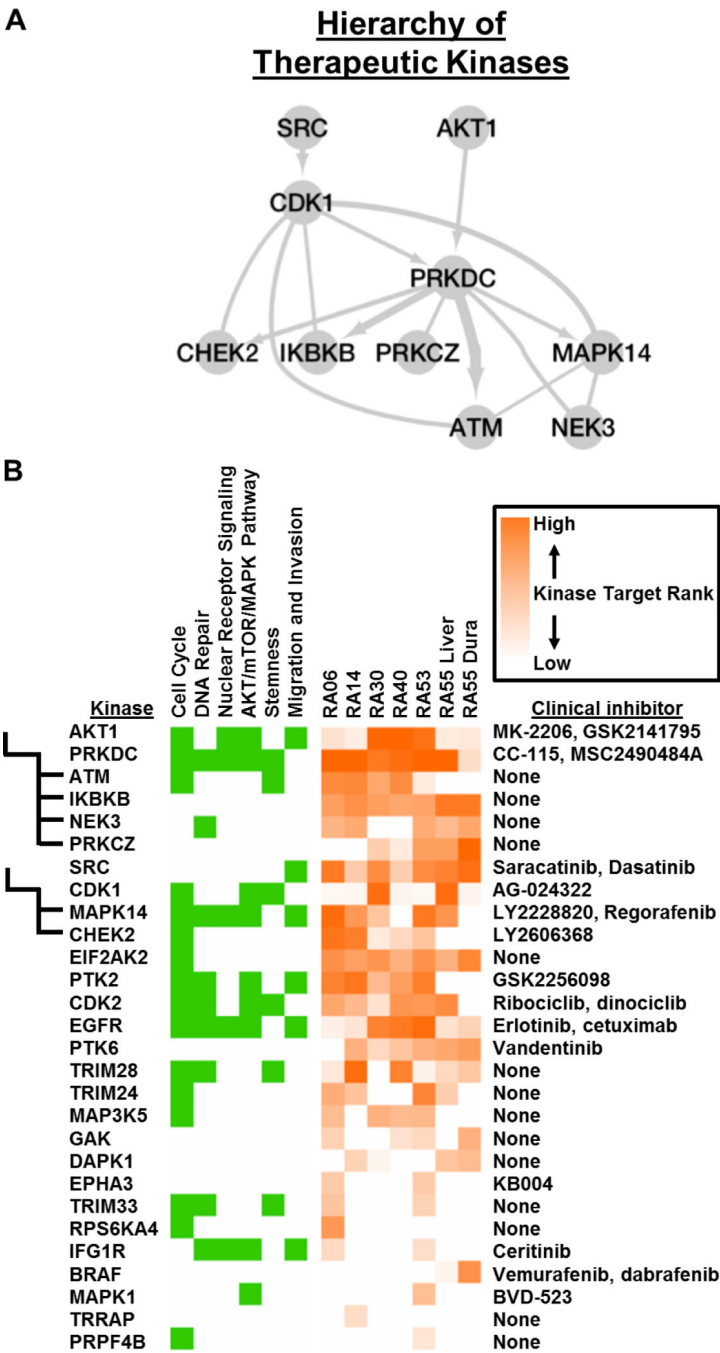 A
Hierarchy of
Therapeutic Kinases
SRC
AKT1
CDK1
PRKDC
CHEK2
IKBKB
PRKCZ
MAPK14
ATM
NEK3
B
Cell Cycle
DNA Repair
Nuclear Receptor Signaling
AKT/mTOR/MAPK Pathway
Stemness
Migration and Invasion
RA06
RA14
RA30
RA40
RA53
RA55 Liver
RA55 Dura
High
Kinase Target Rank
Low
Kinase Clinical inhibitor
AKT1 MK-2206, GSK2141795
PRKDC CC-115, MSC2490484A
ATM None
IKBKB None
NEK3 None
PRKCZ None
SRC Saracatinib, Dasatinib
CDK1 AG-024322
MAPK14 LY2228820, Regorafenib
CHEK2 LY2606368
EIF2AK2 None
PTK2 GSK2256098
CDK2 Ribociclib, dinociclib
EGFR Erlotinib, cetuximab
PTK6 Vandentinib
TRIM28 None
TRIM24 None
MAP3K5 None
GAK None
DAPK1 None
EPHA3 KB004
TRIM33 None
RPS6KA4 None
IFG1R Ceritinib
BRAF Vemurafenib, dabrafenib
MAPK1 BVD-523
TRRAP None
PRPF4B None